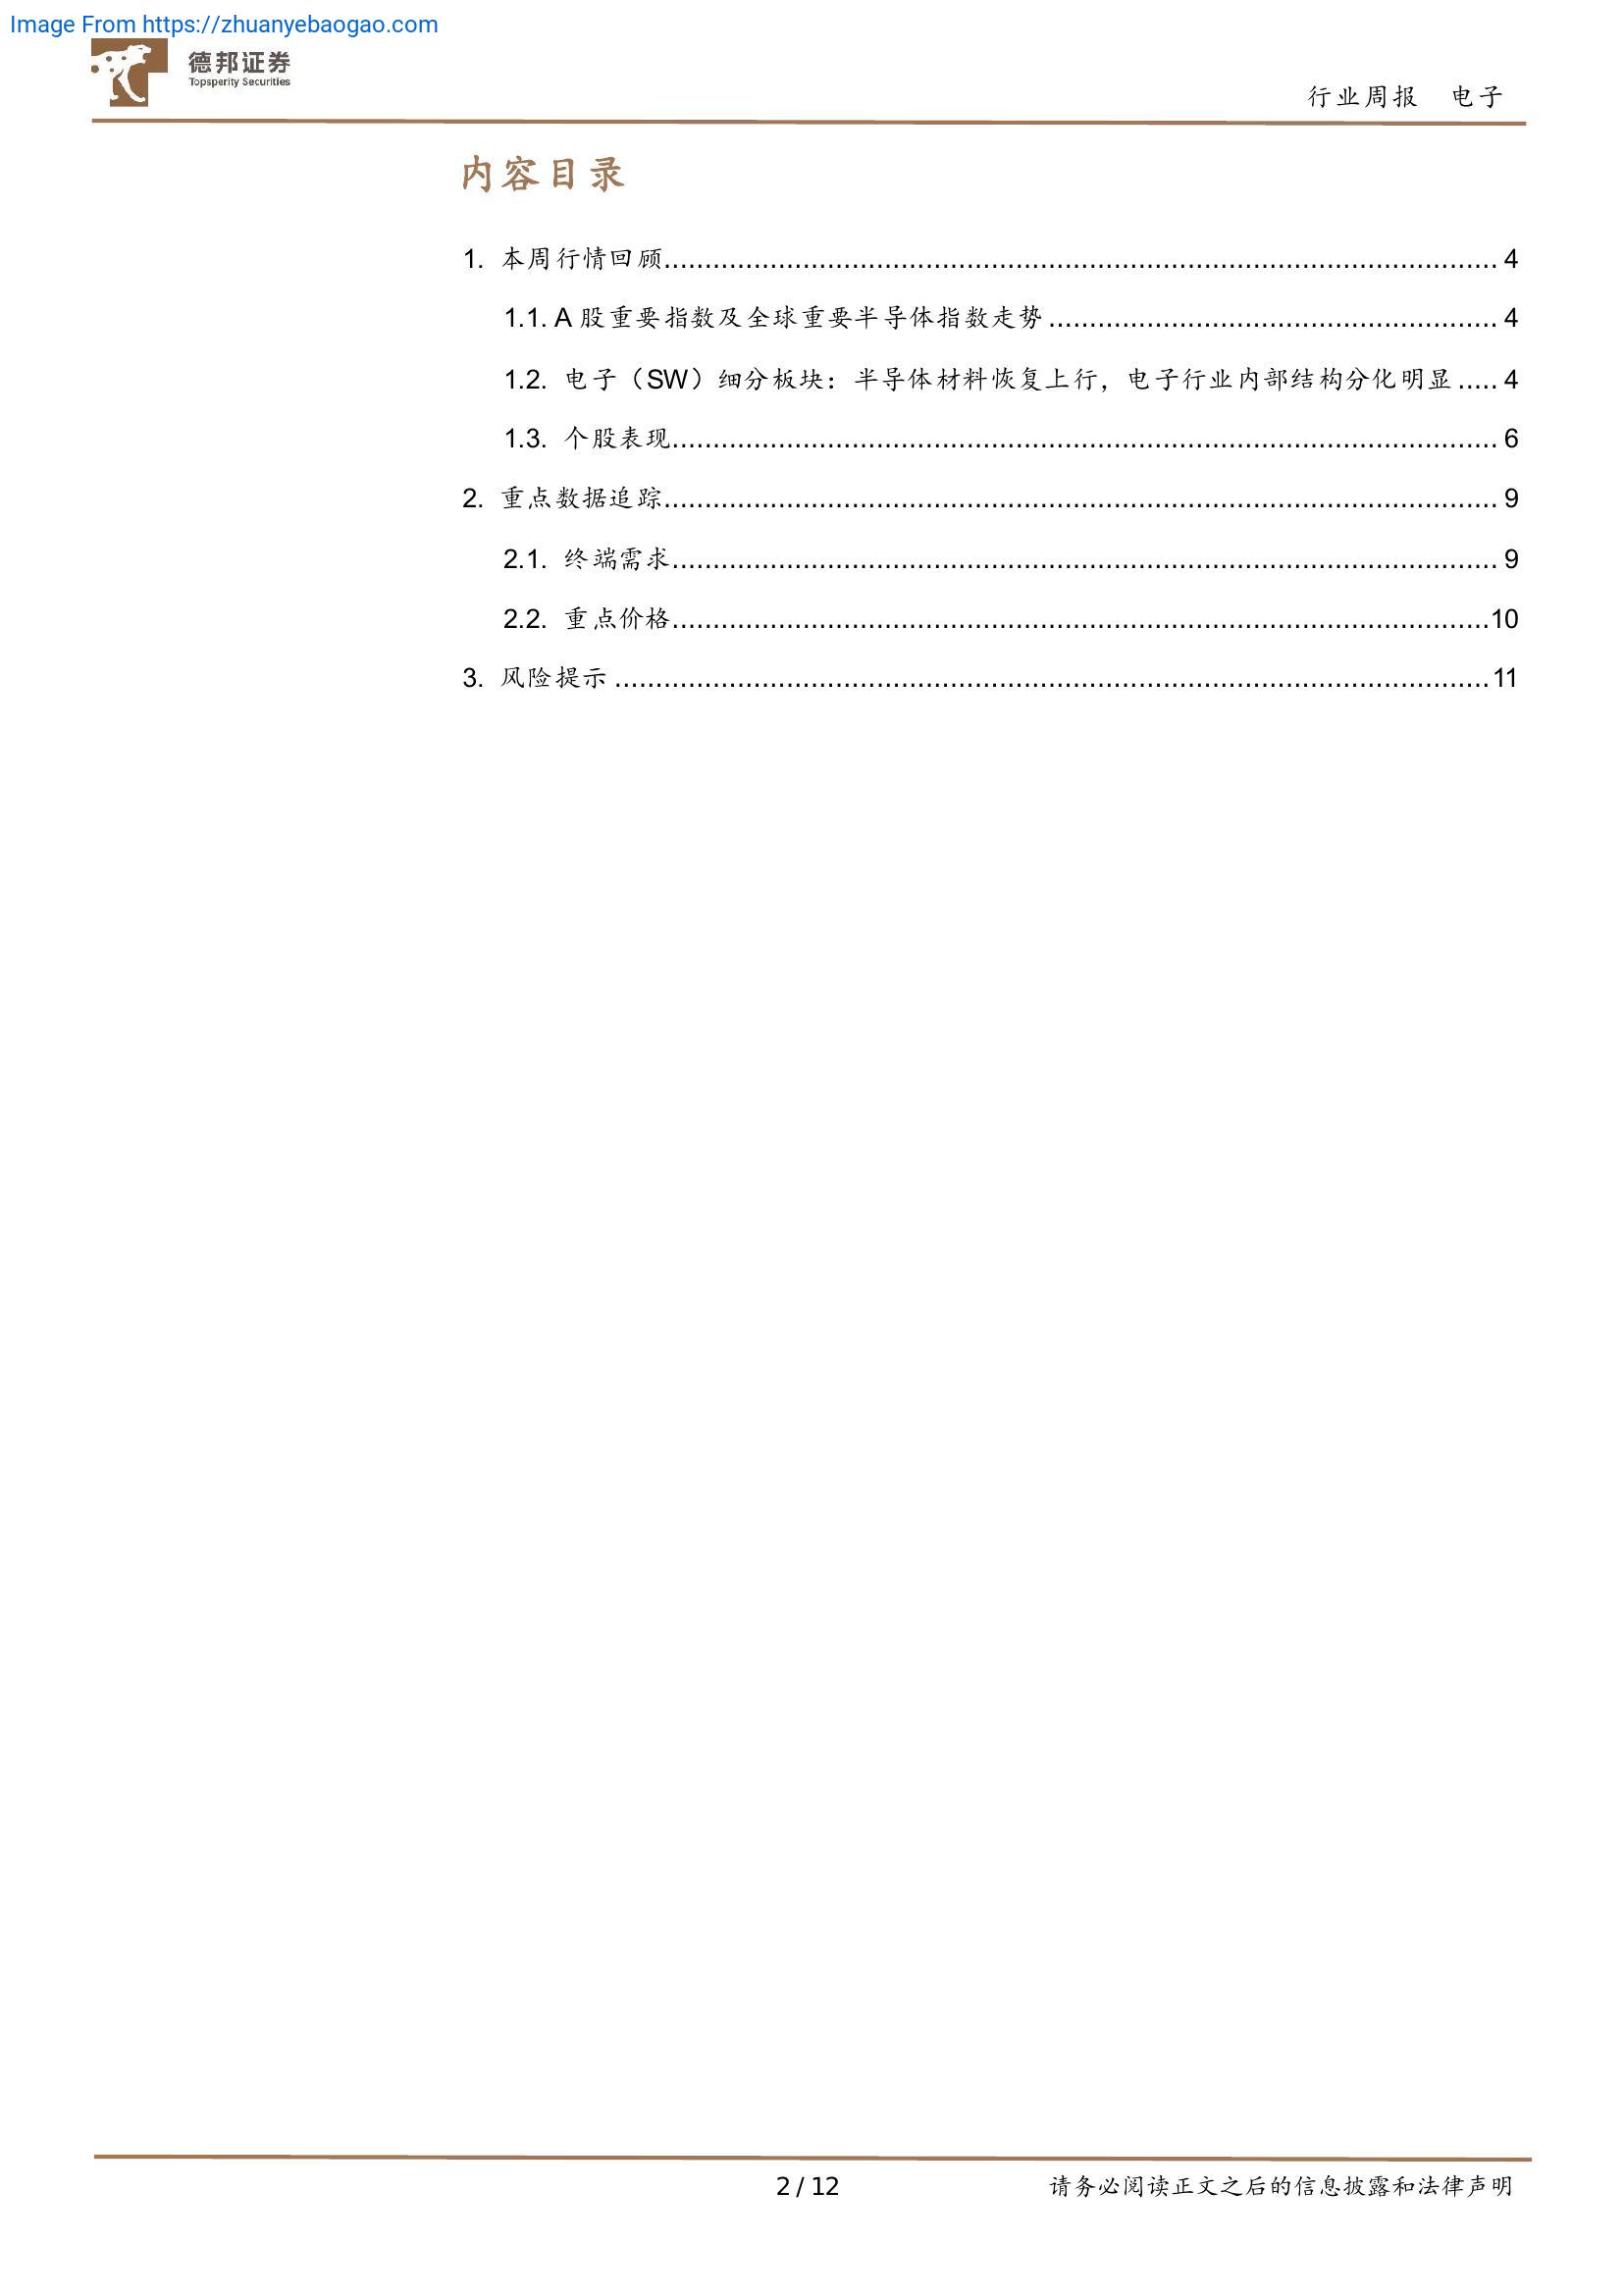 Image From https://zhuanyebaogao.com
德邦证券
Topsperity Securities
行业周报 电子
内容目录
1. 本周行情回顾.......... 4
1.1. A 股重要指数及全球重要半导体指数走势.......... 4
1.2. 电子（SW）细分板块：半导体材料恢复上行，电子行业内部结构分化明显..... 4
1.3. 个股表现.......... 6
2. 重点数据追踪.......... 9
2.1. 终端需求.......... 9
2.2. 重点价格..........10
3. 风险提示..........11
2 / 12
请务必阅读正文之后的信息披露和法律声明